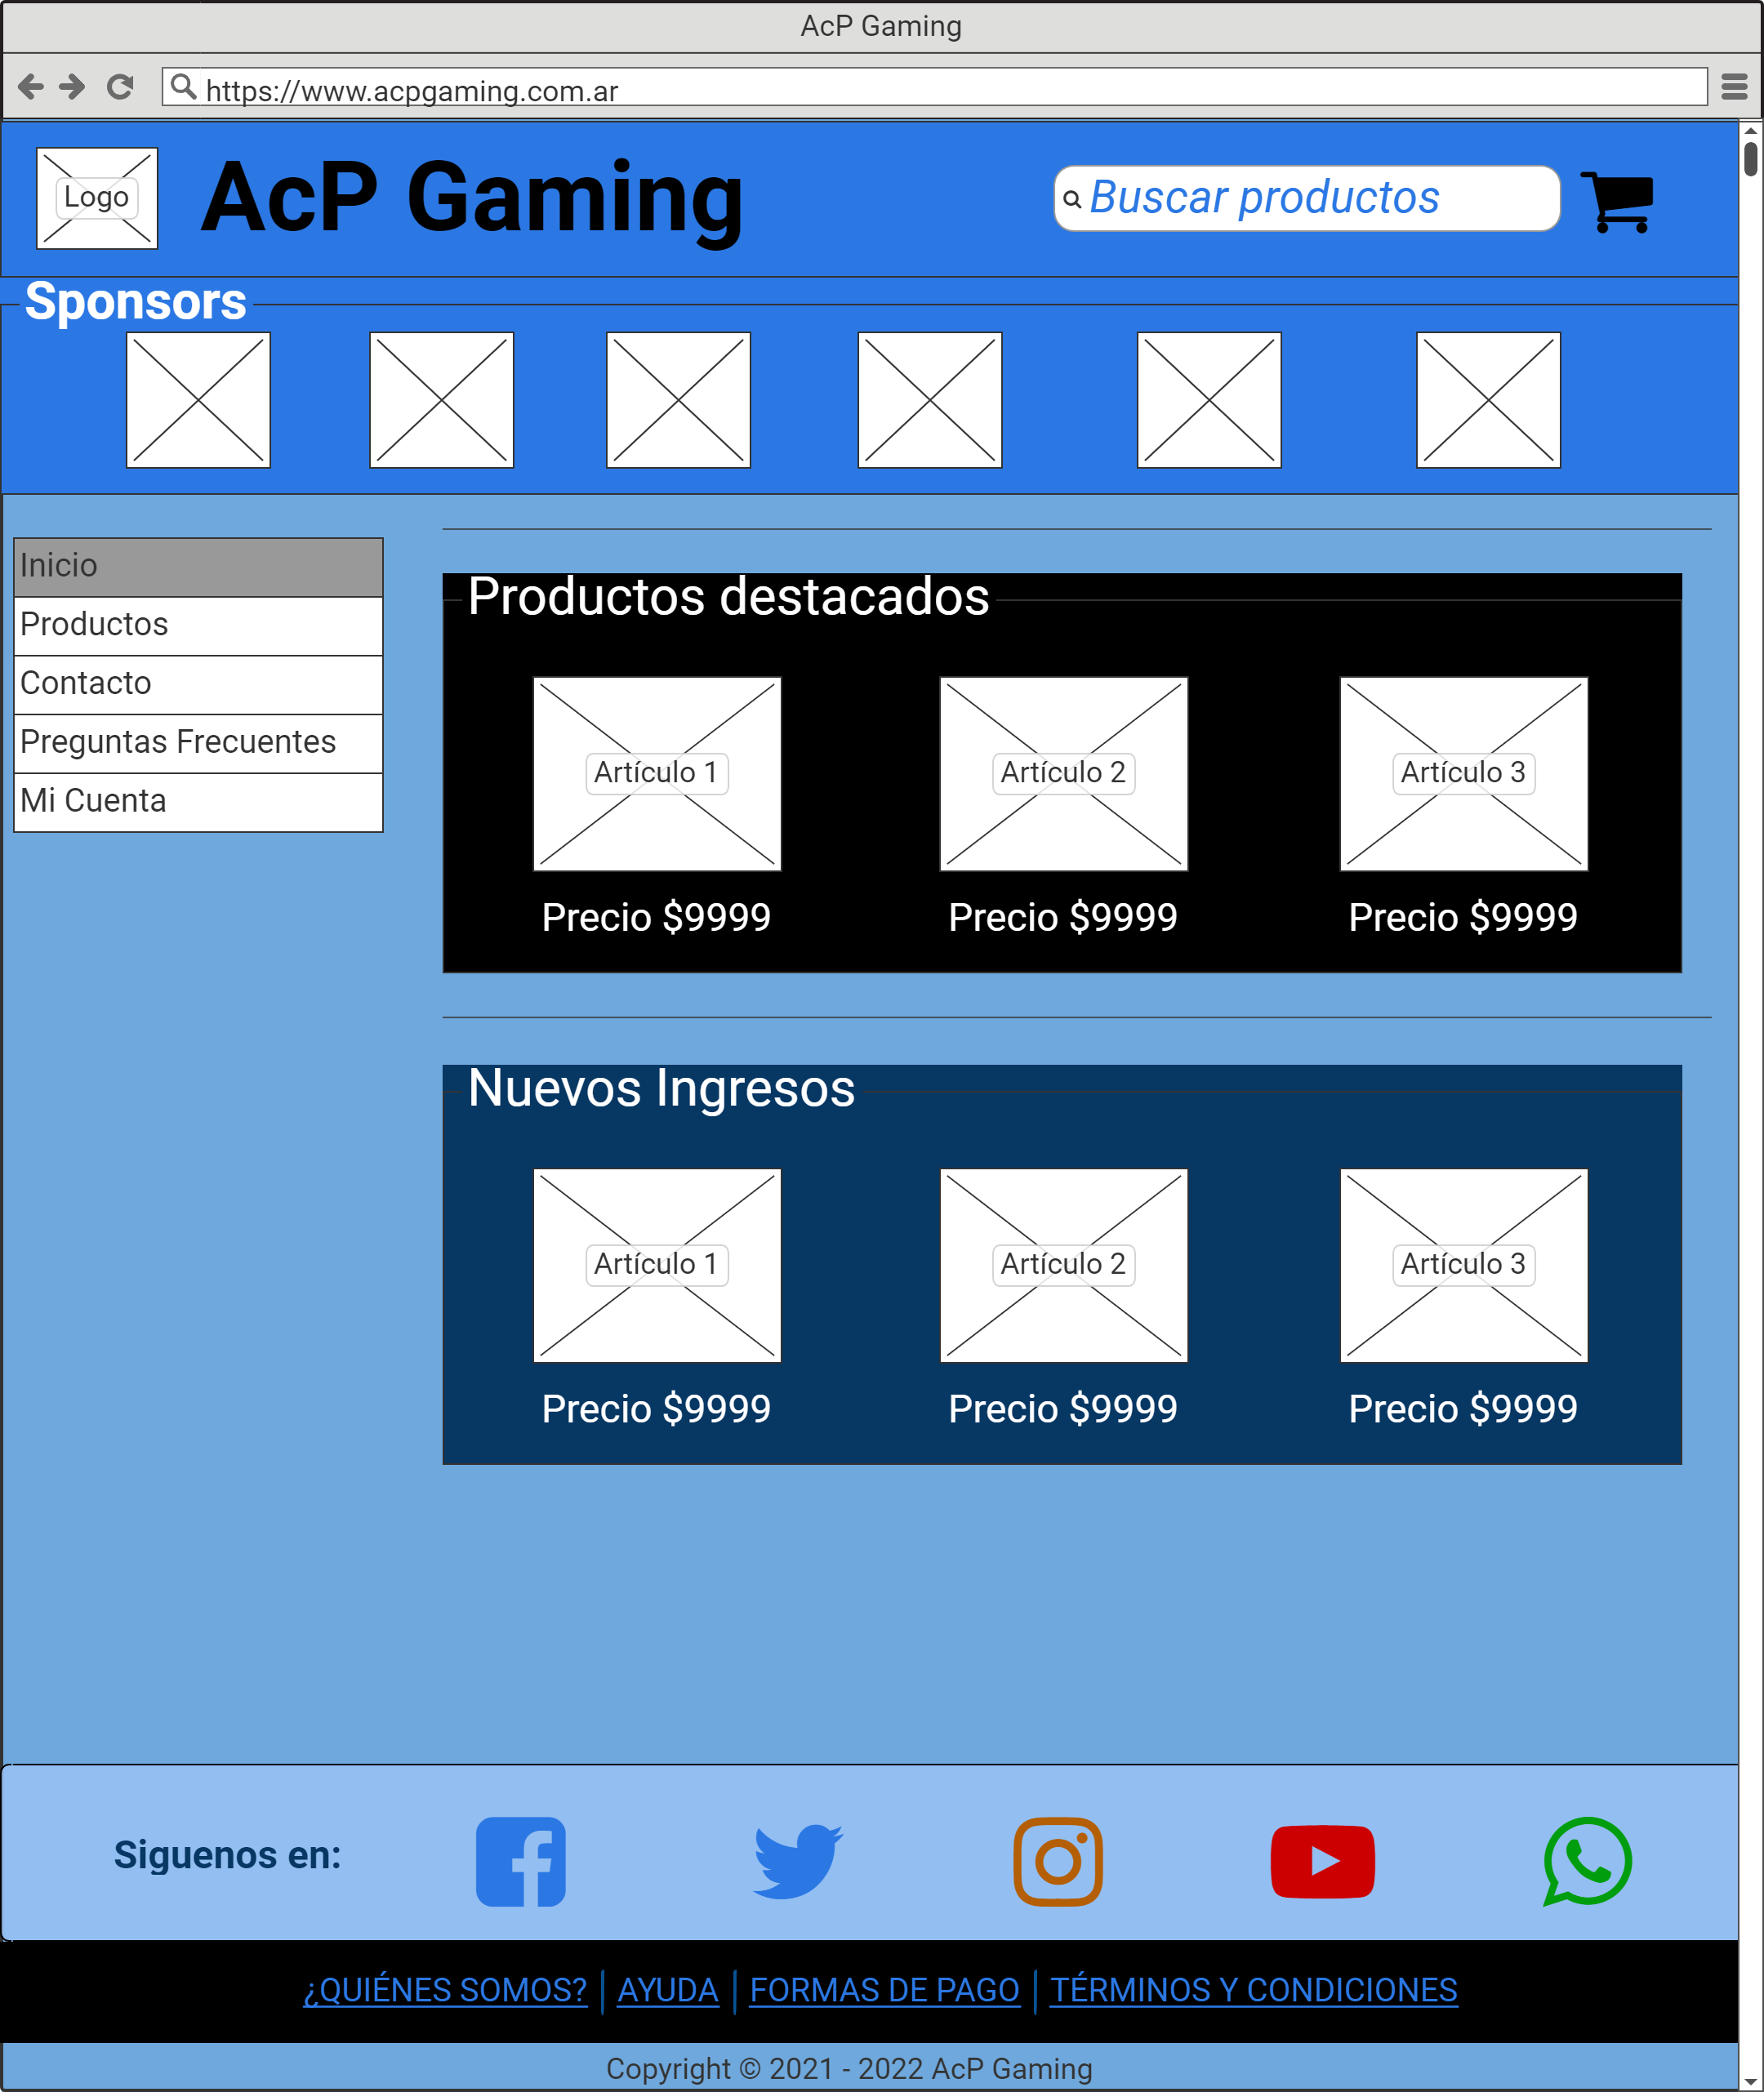 AcP Gaming
https://www.acpgaming.com.ar
Logo
AcP Gaming
Buscar productos
Sponsors
Inicio
Productos
Contacto
Preguntas Frecuentes
Mi Cuenta
Productos destacados
Artículo 1
Artículo 2
Artículo 3
Precio $9999
Precio $9999
Precio $9999
Nuevos Ingresos
Artículo 1
Artículo 2
Artículo 3
Precio $9999
Precio $9999
Precio $9999
Siguenos en:
¿QUIÉNES SOMOS? | AYUDA | FORMAS DE PAGO | TÉRMINOS Y CONDICIONES
Copyright © 2021 - 2022 AcP Gaming